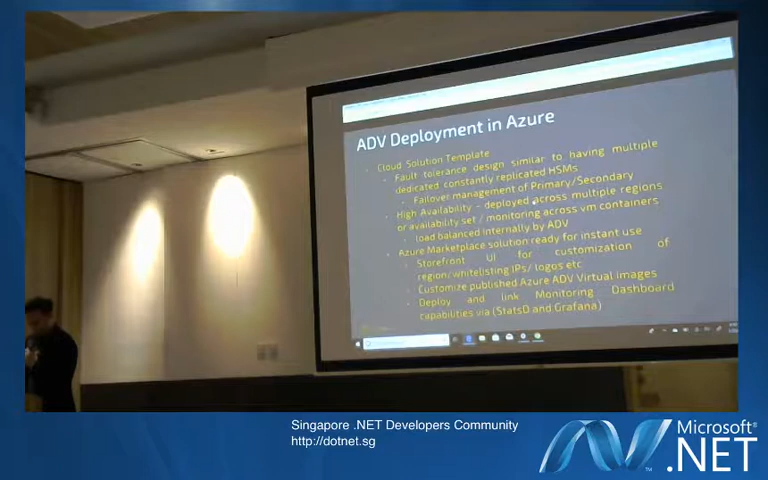 ADV Deployment in Azure
Cloud Solution Template
Fault tolerance design similar to having multiple
dedicated constantly replicated HSMs
Failover management of Primary/Secondary
High Availability - deployed across multiple regions
or availability set / monitoring across vm containers
load balanced internally by ADV
Azure Marketplace solution ready for instant use
Storefront UI for customization of
region/whitelisting IPs/ logos etc
Customize published Azure ADV Virtual images
Deploy and link Monitoring Dashboard
capabilities via (StatsD and Grafana)
Singapore .NET Developers Community
http://dotnet.sg
Microsoft®
.NET